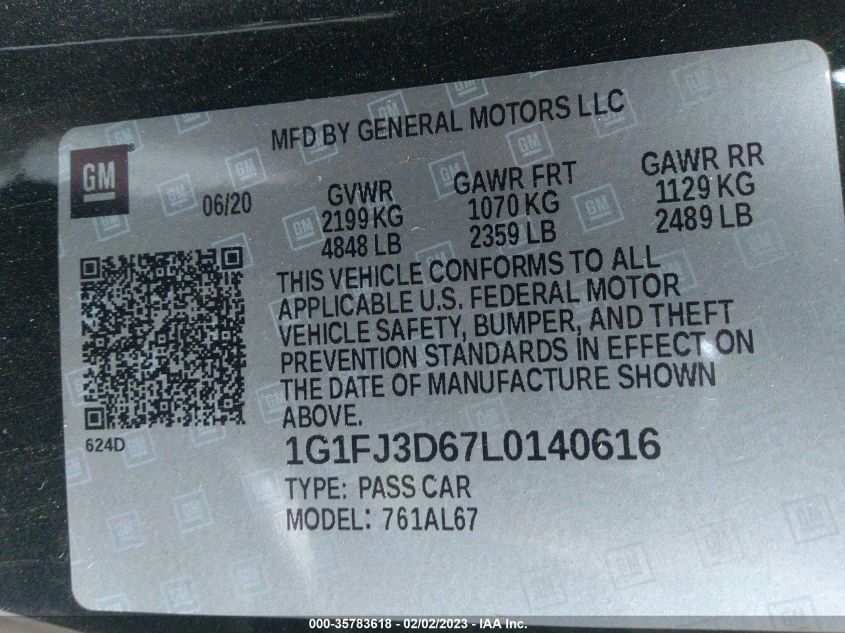 MFD BY GENERAL MOTORS LLC
GM
06/20
GVWR
2199 KG
4848 LB
GAWR FRT
1070 KG
2359 LB
GAWR RR
1129 KG
2489 LB
THIS VEHICLE CONFORMS TO ALL
APPLICABLE U.S. FEDERAL MOTOR
VEHICLE SAFETY, BUMPER, AND THEFT
PREVENTION STANDARDS IN EFFECT ON
THE DATE OF MANUFACTURE SHOWN
ABOVE.
624D
1G1FJ3D67L0140616
TYPE: PASS CAR
MODEL: 761AL67
000-35783618 - 02/02/2023 - IAA Inc.